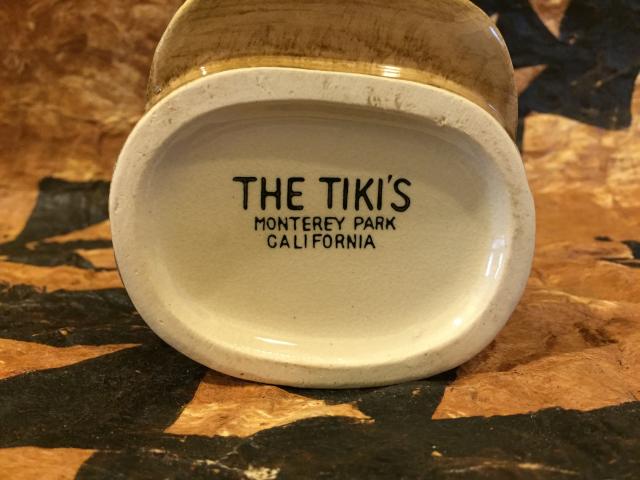 THE TIKI'S
MONTEREY PARK
CALIFORNIA